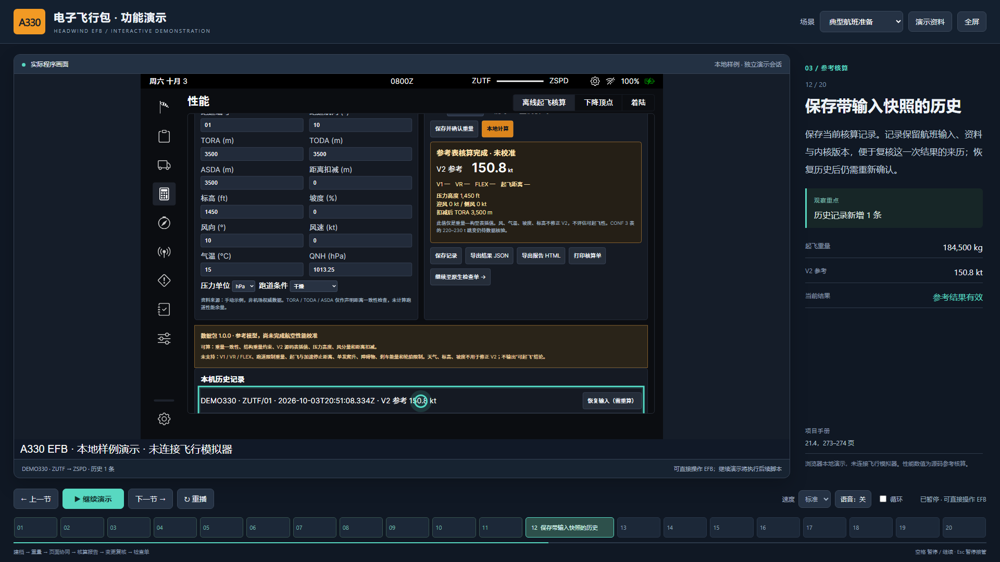 A330
电子飞行包 · 功能演示
HEADWIND EFB / INTERACTIVE DEMONSTRATION
场景
典型航班准备
演示资料
全屏
实际程序画面
本地样例 · 独立演示会话
周六 十月 3
0800Z
ZUTF
ZSPD
100%
性能
离线起飞核算
下降顶点
着陆
01
10
TORA (m)
TODA (m)
3500
3500
ASDA (m)
距离扣减 (m)
3500
0
标高 (ft)
坡度 (%)
1450
0
风向 (°)
风速 (kt)
10
0
气温 (°C)
QNH (hPa)
15
1013.25
压力单位
hPa
跑道条件
干燥
资料来源：手动示例，非机场权威数据。TORA / TODA / ASDA 仅作声明距离一致性检查，未计算跑
道性能余量。
保存并确认重量
本地计算
参考表核算完成 · 未校准
V2 参考 150.8 kt
V1 — VR — FLEX — 起飞距离 —
压力高度 1,450 ft
迎风 0 kt / 侧风 0 kt
扣减后 TORA 3,500 m
此值仅是重量—构型表插值。风、气温、坡度、标高不修正 V2，不评估可起飞性。CONF 3 表
的 220–230 t 跳变仍待数据核验。
保存记录
导出结果 JSON
导出报告 HTML
打印核算单
继续至原生检查单 →
数据包 1.0.0 · 参考模型，尚未完成航空性能校准
可算：重量一致性、结构重量约束、V2 源码表插值、压力高度、风分量和距离扣减。
未支持：V1 / VR / FLEX、跑道限制重量、起飞与加速停止距离、单发爬升、障碍物、刹车能量和轮胎限制。天气、标高、坡度不用于修正 V2；不输出“可起飞”结论。
本机历史记录
DEMO330 · ZUTF/01 · 2026-10-03T20:51:08.334Z · V2 参考 150.8 kt
恢复输入（需重算）
A330 EFB · 本地样例演示 · 未连接飞行模拟器
DEMO330 · ZUTF → ZSPD · 历史 1 条
可直接操作 EFB；继续演示将执行后续脚本
03 / 参考核算
12 / 20
保存带输入快照的历史
保存当前核算记录。记录保留航班输入、资料
与内核版本，便于复核这一次结果的来历；恢
复历史后仍需重新确认。
观察重点
历史记录新增 1 条
起飞重量
184,500 kg
V2 参考
150.8 kt
当前结果
参考结果有效
项目手册
21.4，273–274 页
浏览器本地演示，未连接飞行模拟器。性能数值为源码参考核算。
← 上一节
▶ 继续演示
下一节 →
↻ 重播
速度
标准
语音：关
循环
已暂停 · 可直接操作 EFB
01
02
03
04
05
06
07
08
09
10
11
12 保存带输入快照的历史
13
14
15
16
17
18
19
20
建档 → 重量 → 页面协同 → 核算报告 → 变更复核 → 检查单
空格 暂停 / 继续 · Esc 暂停接管